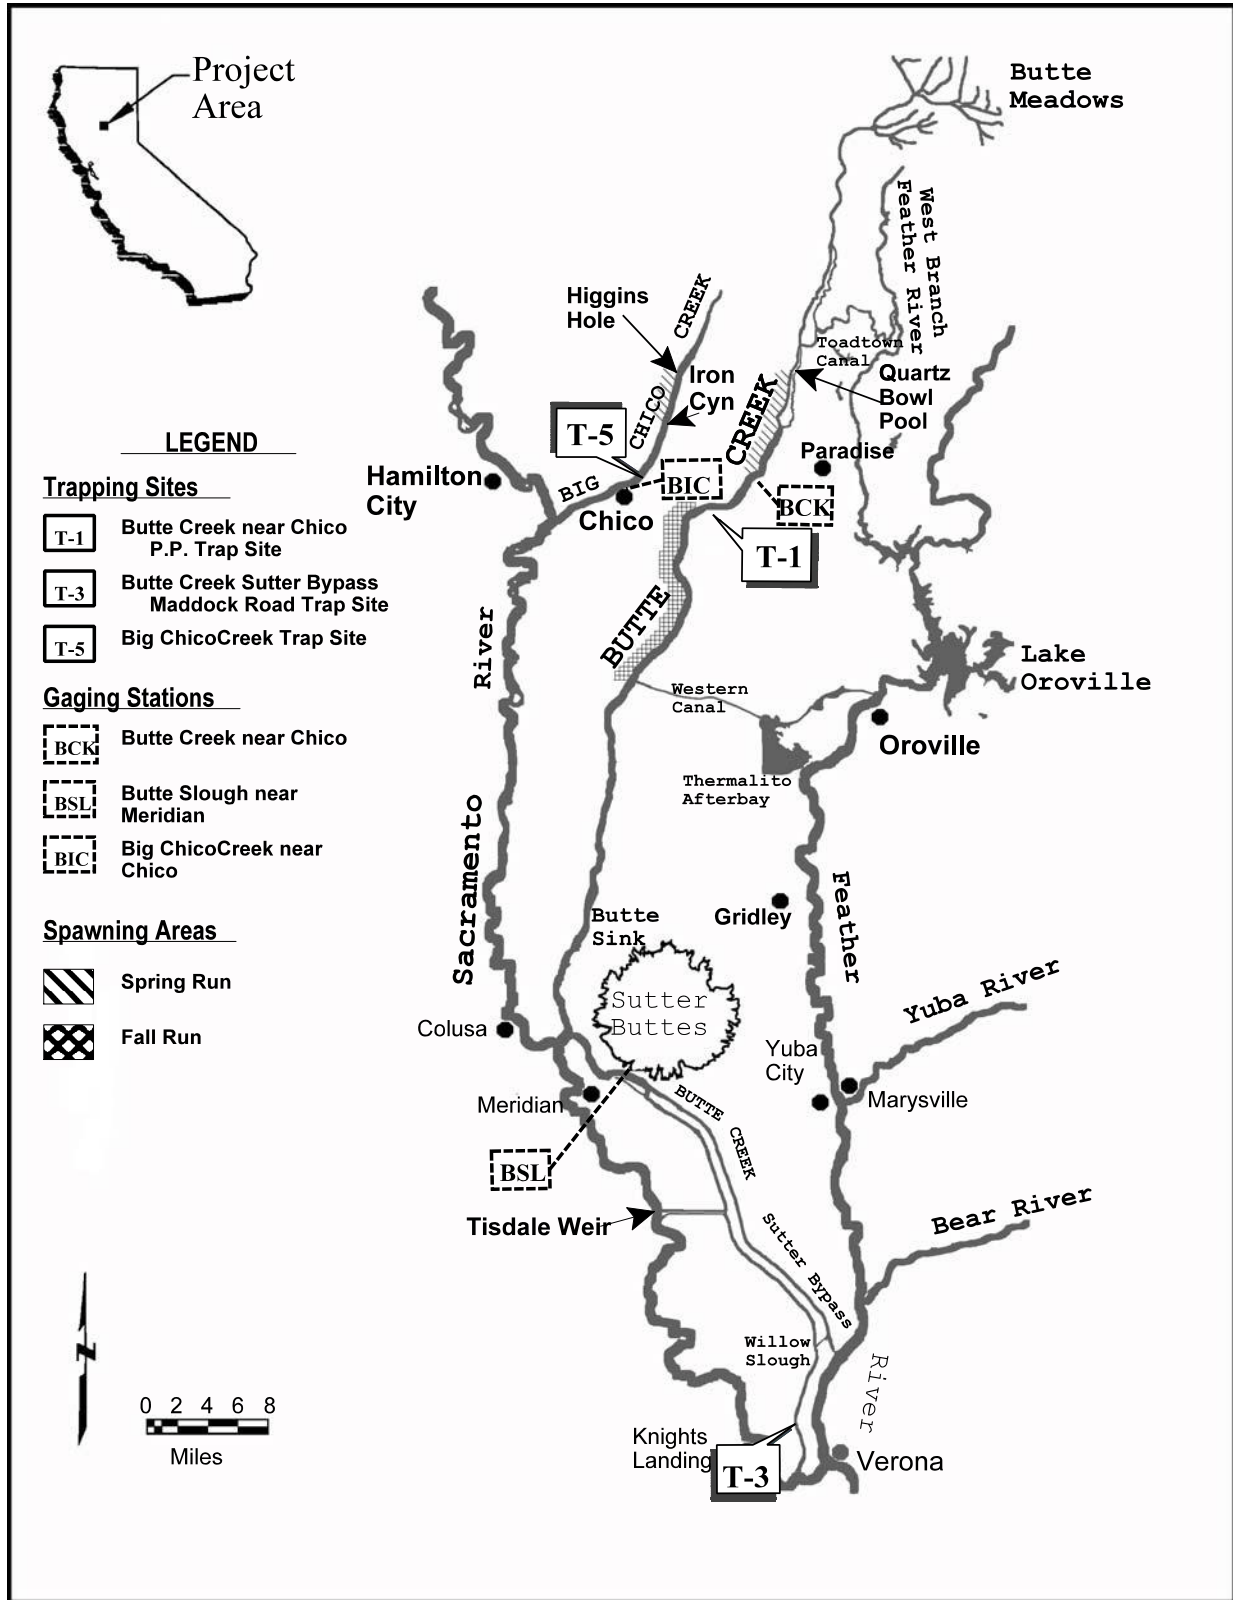 Project
Area
Butte
Meadows
West Branch
Feather River
Higgins
Hole
CREEK
Toadtown
Canal
Iron
Cyn
Quartz
Bowl
Pool
CHICO
CREEK
T-5
LEGEND
Paradise
Hamilton
City
BIG
BIC
BCK
Chico
T-1
Trapping Sites
T-1
Butte Creek near Chico
P.P. Trap Site
T-3
Butte Creek Sutter Bypass
Maddock Road Trap Site
T-5
Big ChicoCreek Trap Site
BUTTE
River
Lake
Oroville
Western
Canal
Oroville
Gaging Stations
BCK
Butte Creek near Chico
BSL
Butte Slough near
Meridian
BIC
Big ChicoCreek near
Chico
Thermalito
Afterbay
Sacramento
Feather
Gridley
Butte
Sink
Spawning Areas
Spring Run
Fall Run
Sutter
Buttes
Colusa
Yuba River
Yuba
City
Meridian
Marysville
BUTTE
CREEK
BSL
Tisdale Weir
Bear River
Sutter Bypass
Willow
Slough
River
N
0 2 4 6 8
Miles
Knights
Landing
T-3
Verona